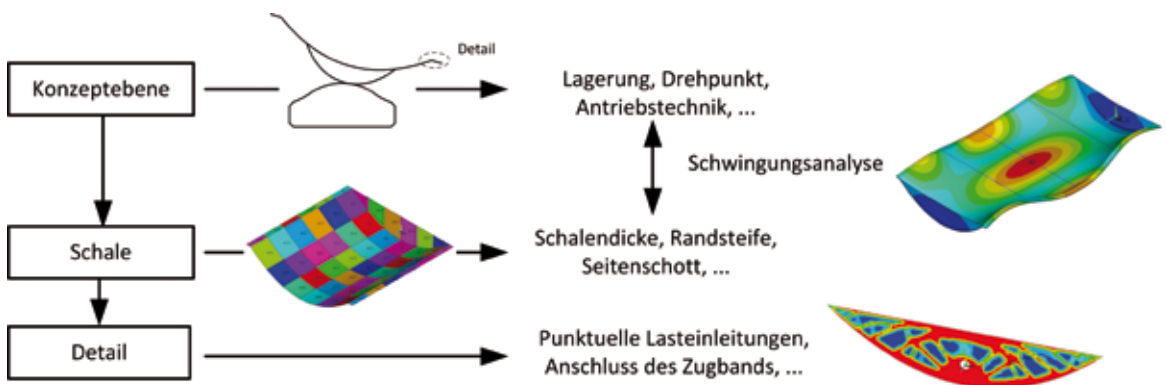 Detail
Konzeptebene
Lagerung, Drehpunkt,
Antriebstechnik, ...
Schwingungsanalyse
Schale
Schalendicke, Randsteife,
Seitenschott, ...
Detail
Punktuelle Lasteinleitungen,
Anschluss des Zugbands, ...